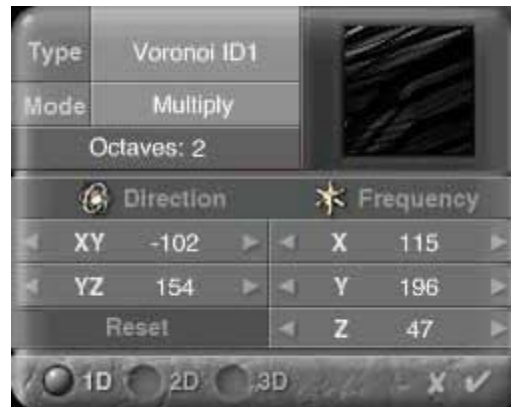 Type Voronoi ID1
Mode Multiply
Octaves: 2
Direction Frequency
XY -102 X 115
YZ 154 Y 196
Reset Z 47
1D 2D 3D